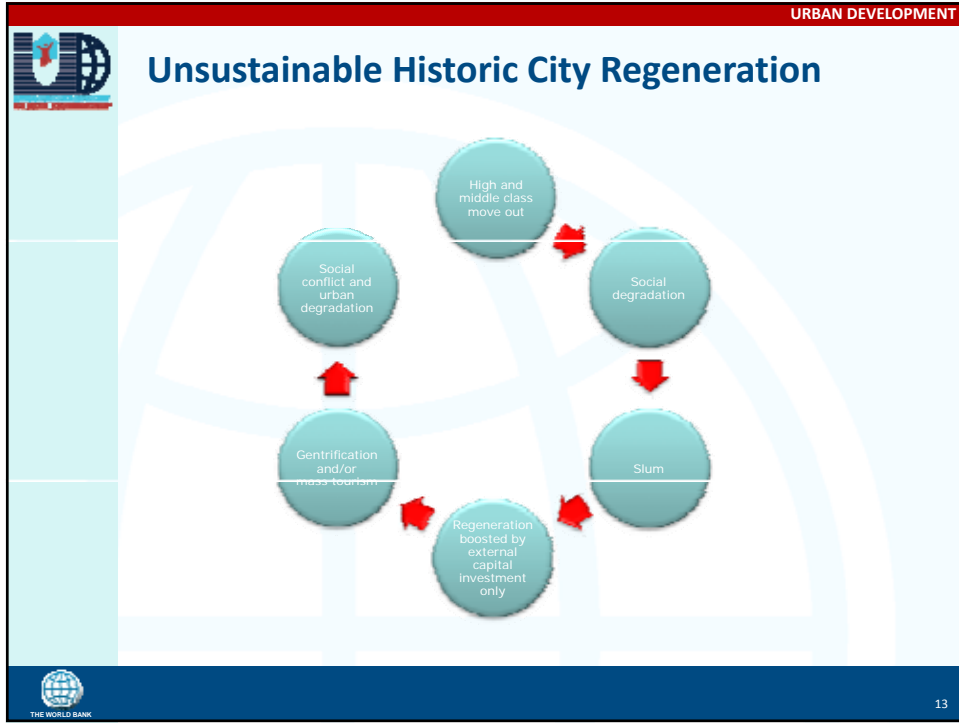 URBAN DEVELOPMENT
Unsustainable Historic City Regeneration
High and
middle class
move out
Social
degradation
Slum
Regeneration
boosted by
external
capital
investment
only
Gentrification
and/or
mass tourism
Social
conflict and
urban
degradation
THE WORLD BANK
13